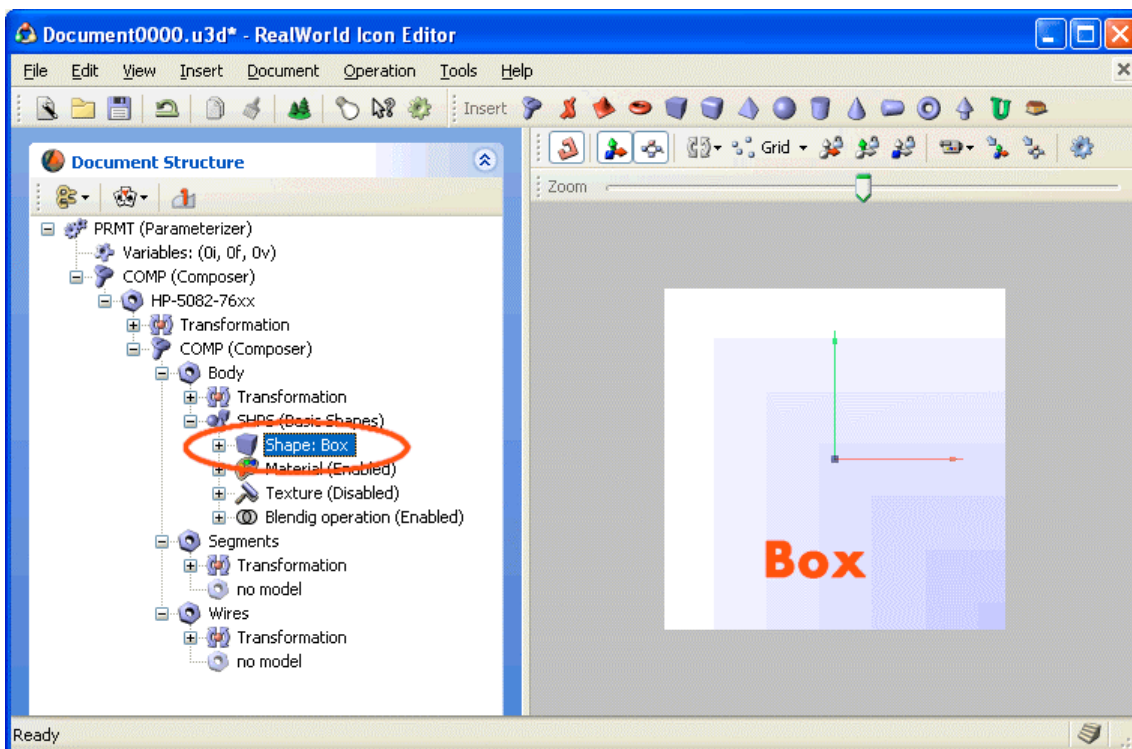 Document0000.u3d* - RealWorld Icon Editor
File Edit View Insert Document Operation Tools Help
Insert
Document Structure
Grid
Zoom
PRMT (Parameterizer)
Variables: (0i, 0f, 0v)
COMP (Composer)
HP-5082-76xx
Transformation
COMP (Composer)
Body
Transformation
SHPS (Basic Shapes)
Shape: Box
Material (Enabled)
Texture (Disabled)
Blendig operation (Enabled)
Segments
Transformation
no model
Wires
Transformation
no model
Box
Ready